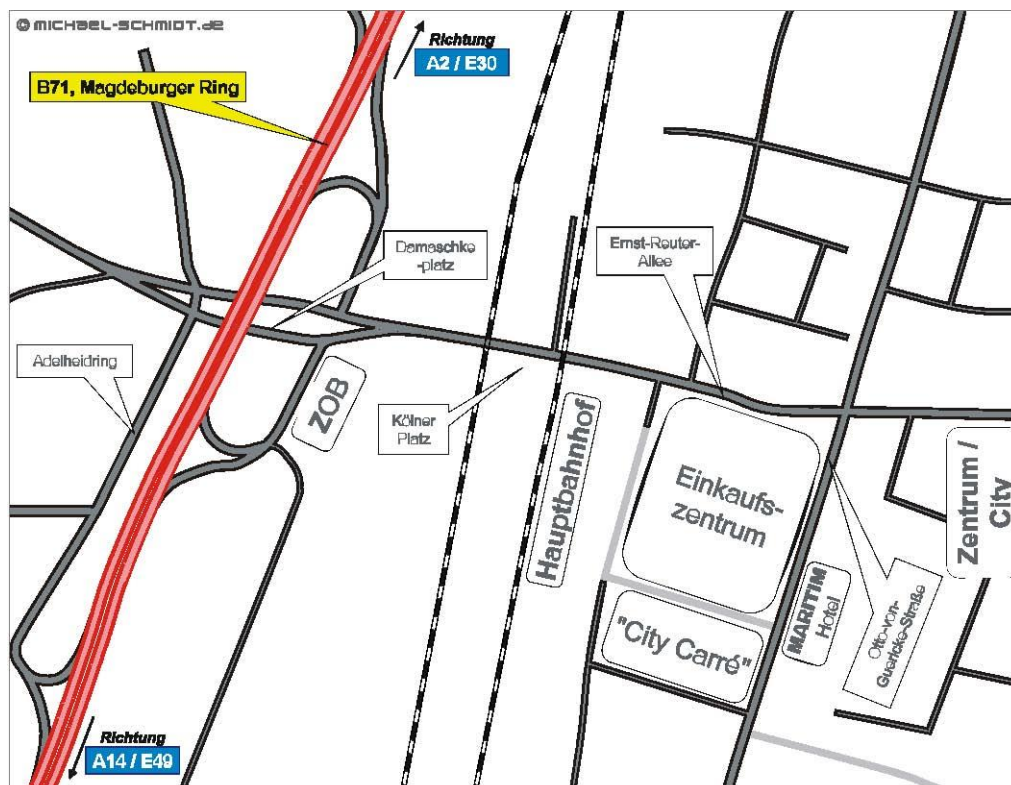 © MICHAEL-SCHMIDT.de
Richtung
A2 / E30
B71, Magdeburger Ring
Damaschke
-platz
Ernst-Reuter-
Allee
Adelheidring
ZOB
Kölner
Platz
Hauptbahnhof
Einkaufs-
zentrum
Zentrum /
City
"City Carré"
MARITIM
Hotel
Otto-von-
Guericke-Straße
Richtung
A14 / E49